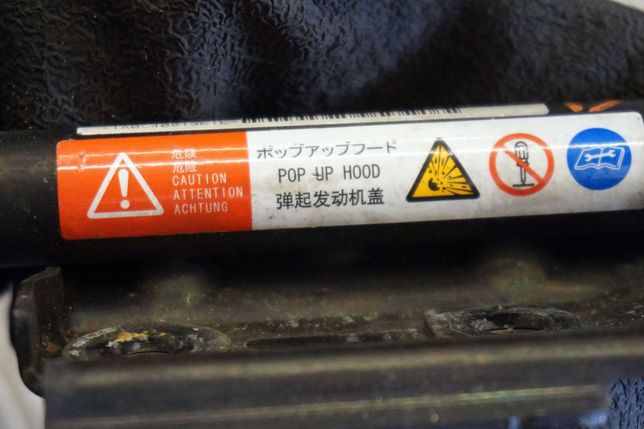 危険
危险
CAUTION
ATTENTION
ACHTUNG
ポップアップフード
POP UP HOOD
弹起发动机盖